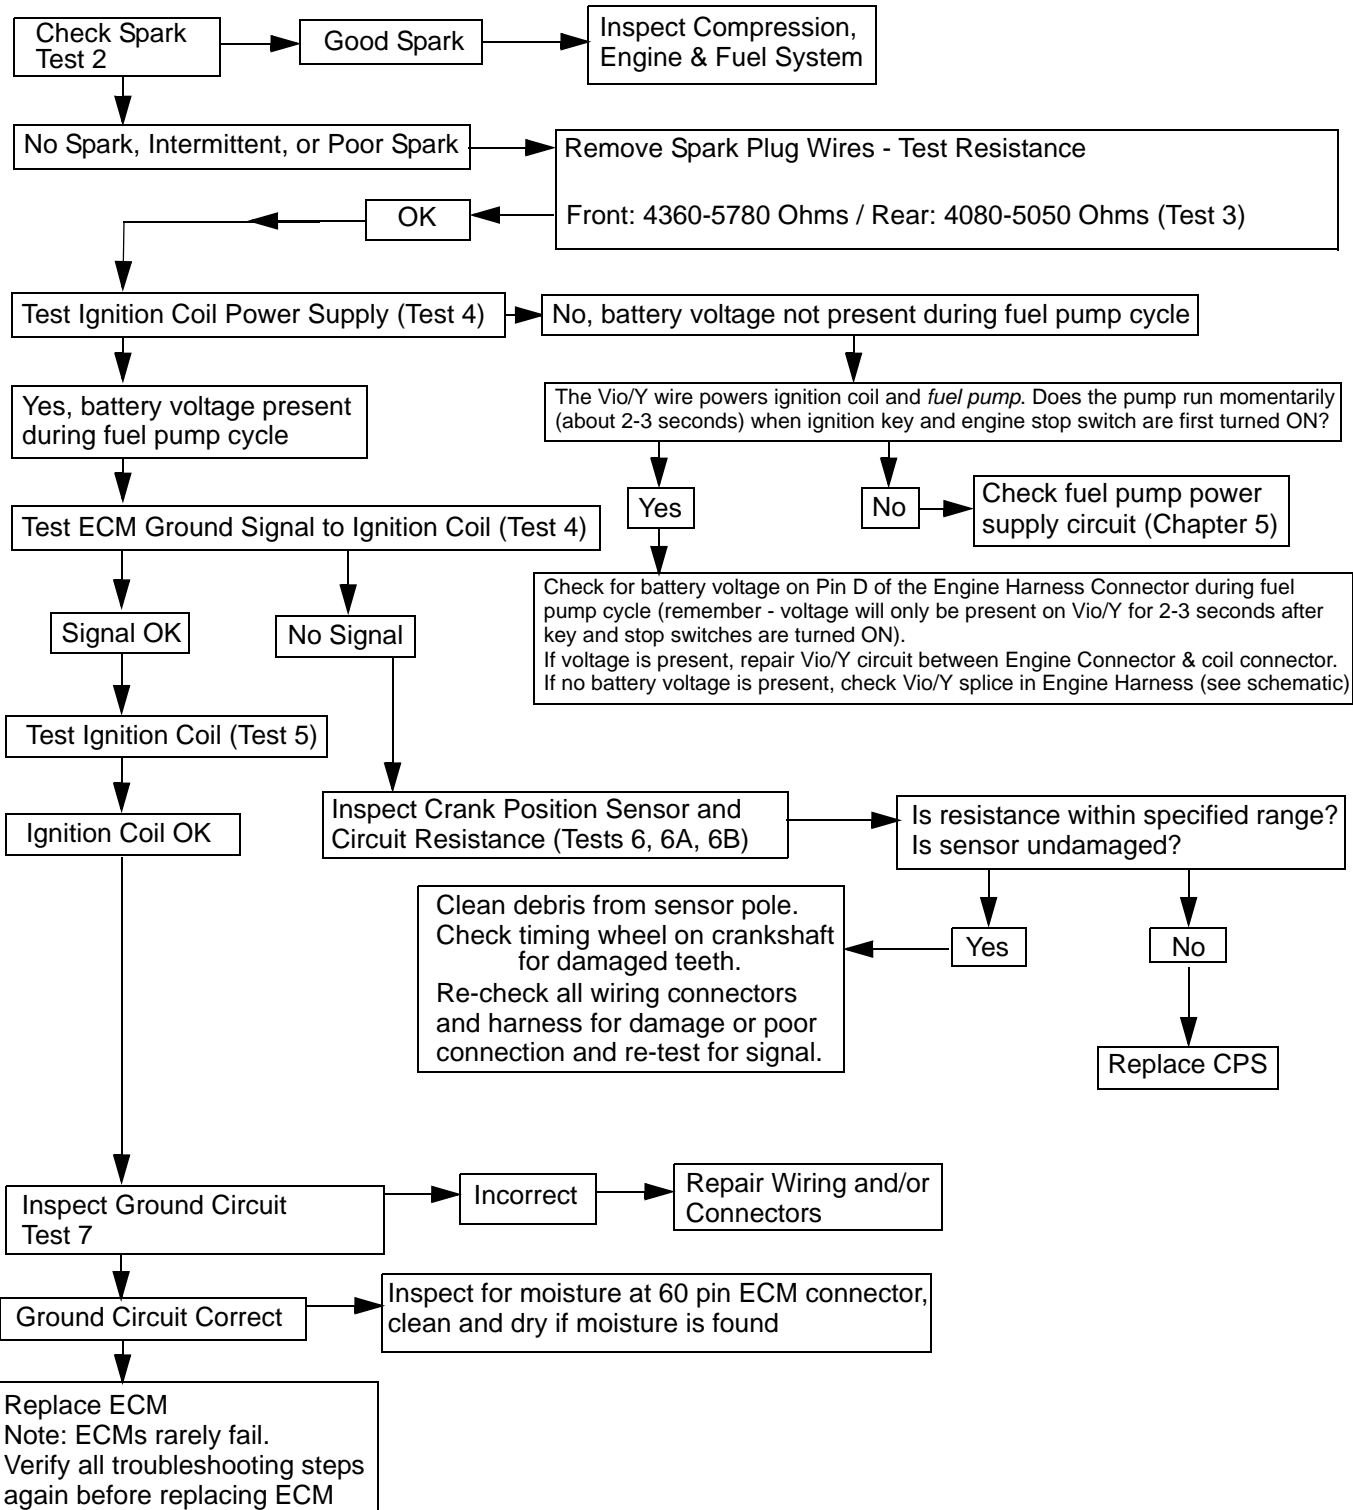 Check Spark
Test 2
Good Spark
Inspect Compression,
Engine & Fuel System
No Spark, Intermittent, or Poor Spark
Remove Spark Plug Wires - Test Resistance
Front: 4360-5780 Ohms / Rear: 4080-5050 Ohms (Test 3)
OK
Test Ignition Coil Power Supply (Test 4)
No, battery voltage not present during fuel pump cycle
Yes, battery voltage present
during fuel pump cycle
The Vio/Y wire powers ignition coil and fuel pump. Does the pump run momentarily
(about 2-3 seconds) when ignition key and engine stop switch are first turned ON?
Yes
No
Check fuel pump power
supply circuit (Chapter 5)
Test ECM Ground Signal to Ignition Coil (Test 4)
Check for battery voltage on Pin D of the Engine Harness Connector during fuel
pump cycle (remember - voltage will only be present on Vio/Y for 2-3 seconds after
key and stop switches are turned ON).
If voltage is present, repair Vio/Y circuit between Engine Connector & coil connector.
If no battery voltage is present, check Vio/Y splice in Engine Harness (see schematic)
Signal OK
No Signal
Test Ignition Coil (Test 5)
Ignition Coil OK
Inspect Crank Position Sensor and
Circuit Resistance (Tests 6, 6A, 6B)
Is resistance within specified range?
Is sensor undamaged?
Clean debris from sensor pole.
Check timing wheel on crankshaft
for damaged teeth.
Re-check all wiring connectors
and harness for damage or poor
connection and re-test for signal.
Yes
No
Replace CPS
Inspect Ground Circuit
Test 7
Incorrect
Repair Wiring and/or
Connectors
Ground Circuit Correct
Inspect for moisture at 60 pin ECM connector,
clean and dry if moisture is found
Replace ECM
Note: ECMs rarely fail.
Verify all troubleshooting steps
again before replacing ECM